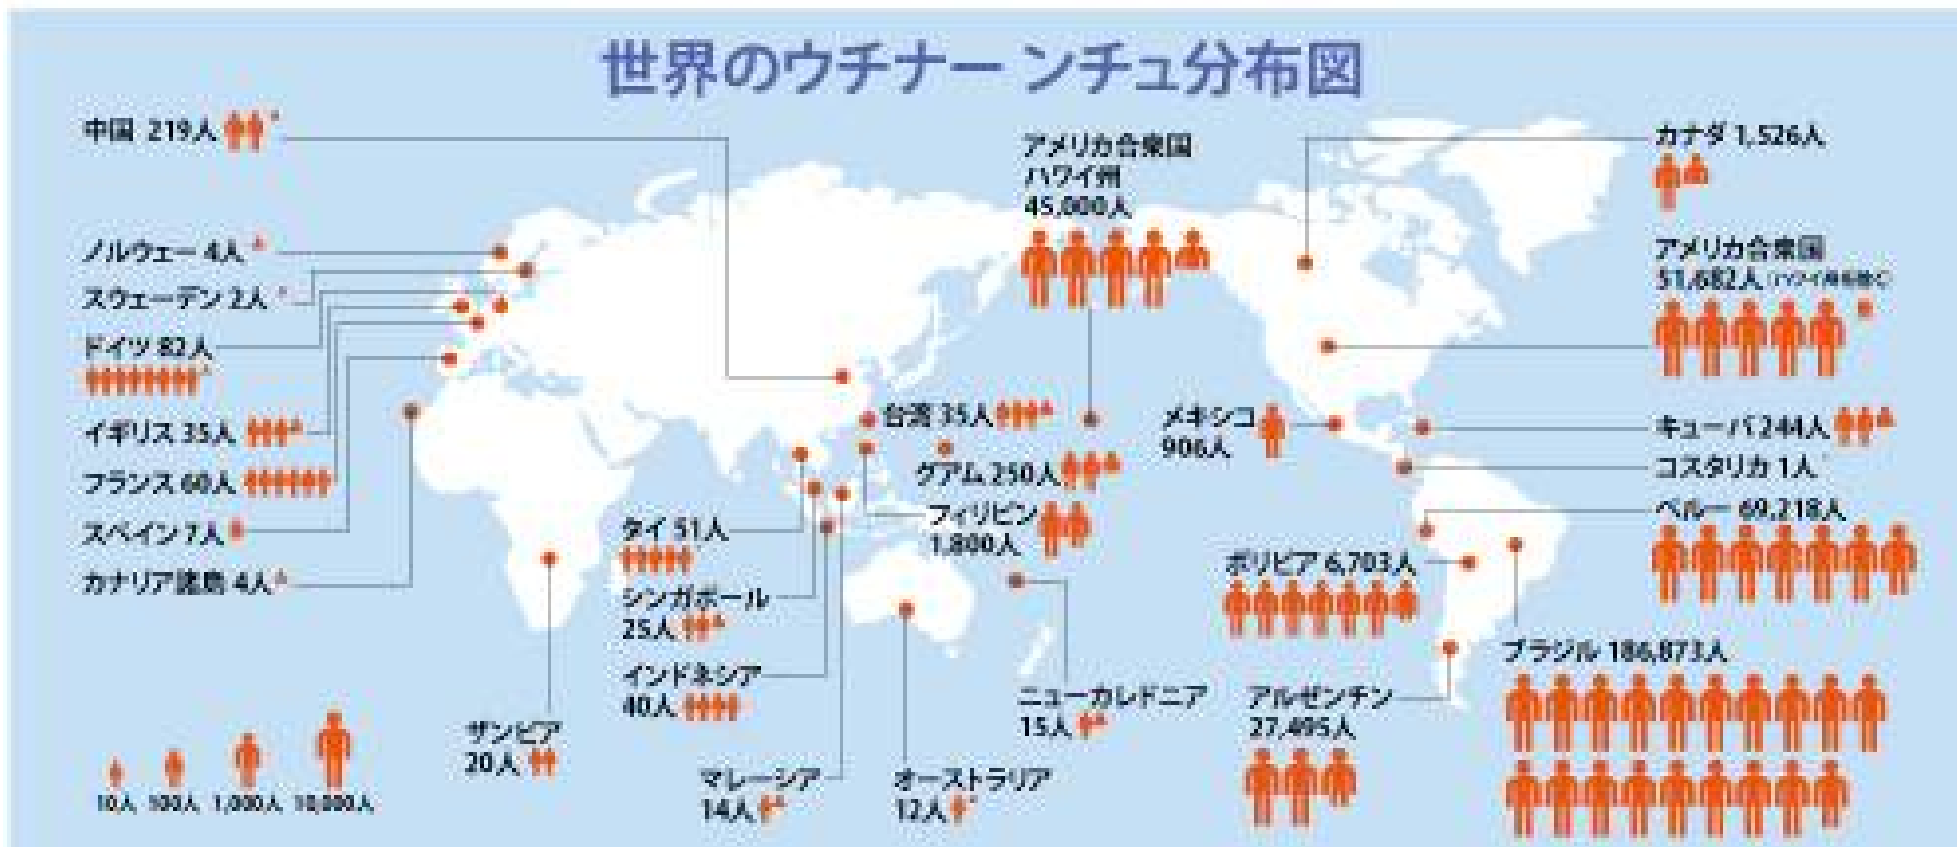 世界のウチナーンチュ分布図
中国 219人
ノルウェー 4人
スウェーデン 2人
ドイツ 82人
イギリス 35人
フランス 60人
スペイン 7人
カナリア諸島 4人
ザンビア
20人
タイ 51人
シンガポール
25人
インドネシア
40人
マレーシア
14人
オーストラリア
12人
ニューカレドニア
15人
台湾 35人
グアム 250人
フィリピン
1,800人
アメリカ合衆国
ハワイ州
45,000人
メキシコ
906人
カナダ 1,526人
アメリカ合衆国
51,682人(ハワイ州を除く)
キューバ 244人
コスタリカ 1人
ペルー 69,218人
ボリビア 6,703人
ブラジル 186,873人
アルゼンチン
27,495人
10人 100人 1,000人 10,000人